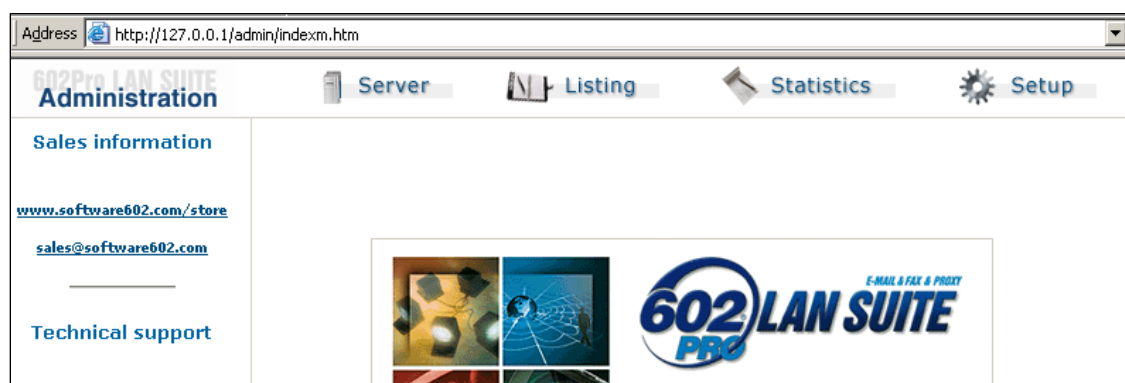 Address http://127.0.0.1/admin/indexm.htm
602Pro LAN SUITE
Administration
Server
Listing
Statistics
Setup
Sales information
www.software602.com/store
sales@software602.com
Technical support
E-MAIL & FAX & PROXY
602 LAN SUITE
PRO